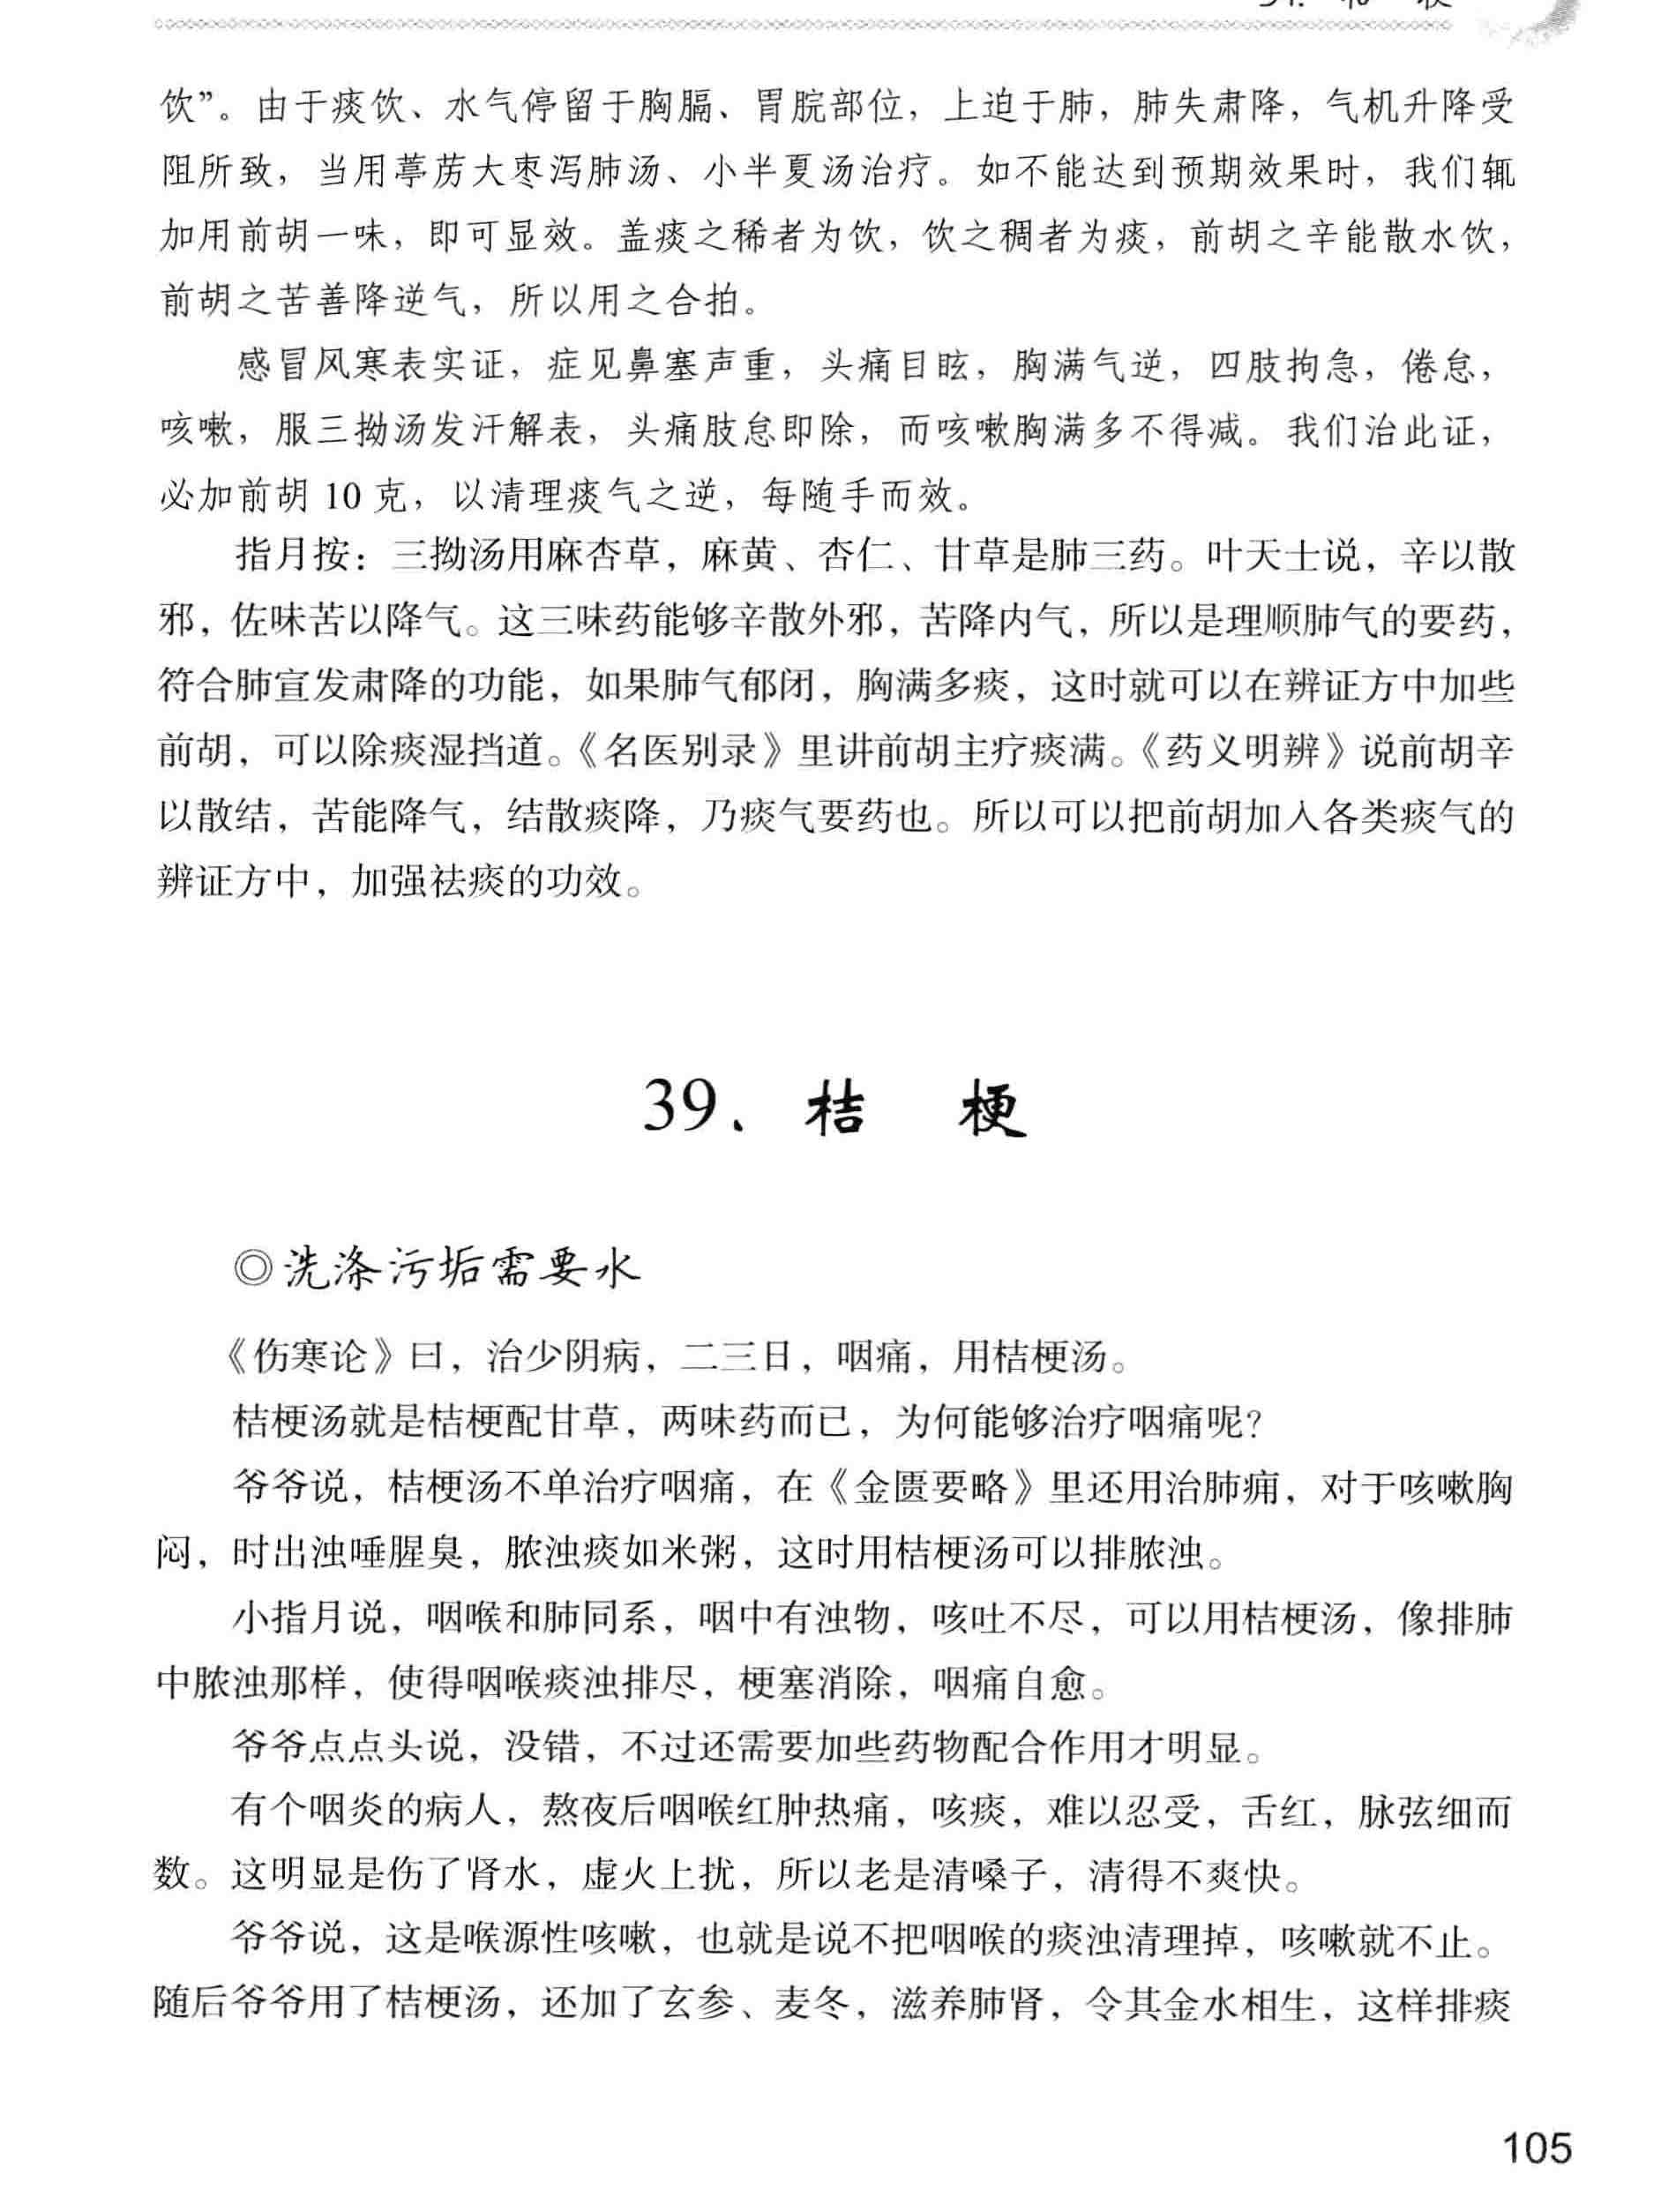 饮”。由于痰饮、水气停留于胸膈、胃脘部位，上迫于肺，肺失肃降，气机升降受
阻所致，当用葶苈大枣泻肺汤、小半夏汤治疗。如不能达到预期效果时，我们辄
加用前胡一味，即可显效。盖痰之稀者为饮，饮之稠者为痰，前胡之辛能散水饮，
前胡之苦善降逆气，所以用之合拍。
感冒风寒表实证，症见鼻塞声重，头痛目眩，胸满气逆，四肢拘急，倦怠，
咳嗽，服三拗汤发汗解表，头痛肢怠即除，而咳嗽胸满多不得减。我们治此证，
必加前胡 10 克，以清理痰气之逆，每随手而效。
指月按：三拗汤用麻杏草，麻黄、杏仁、甘草是肺三药。叶天士说，辛以散
邪，佐味苦以降气。这三味药能够辛散外邪，苦降内气，所以是理顺肺气的要药，
符合肺宣发肃降的功能，如果肺气郁闭，胸满多痰，这时就可以在辨证方中加些
前胡，可以除痰湿挡道。《名医别录》里讲前胡主疗痰满。《药义明辨》说前胡辛
以散结，苦能降气，结散痰降，乃痰气要药也。所以可以把前胡加入各类痰气的
辨证方中，加强祛痰的功效。
39、桔　梗
◎洗涤污垢需要水
《伤寒论》曰，治少阴病，二三日，咽痛，用桔梗汤。
桔梗汤就是桔梗配甘草，两味药而已，为何能够治疗咽痛呢？
爷爷说，桔梗汤不单治疗咽痛，在《金匮要略》里还用治肺痈，对于咳嗽胸
闷，时出浊唾腥臭，脓浊痰如米粥，这时用桔梗汤可以排脓浊。
小指月说，咽喉和肺同系，咽中有浊物，咳吐不尽，可以用桔梗汤，像排肺
中脓浊那样，使得咽喉痰浊排尽，梗塞消除，咽痛自愈。
爷爷点点头说，没错，不过还需要加些药物配合作用才明显。
有个咽炎的病人，熬夜后咽喉红肿热痛，咳痰，难以忍受，舌红，脉弦细而
数。这明显是伤了肾水，虚火上扰，所以老是清嗓子，清得不爽快。
爷爷说，这是喉源性咳嗽，也就是说不把咽喉的痰浊清理掉，咳嗽就不止。
随后爷爷用了桔梗汤，还加了玄参、麦冬，滋养肺肾，令其金水相生，这样排痰
105